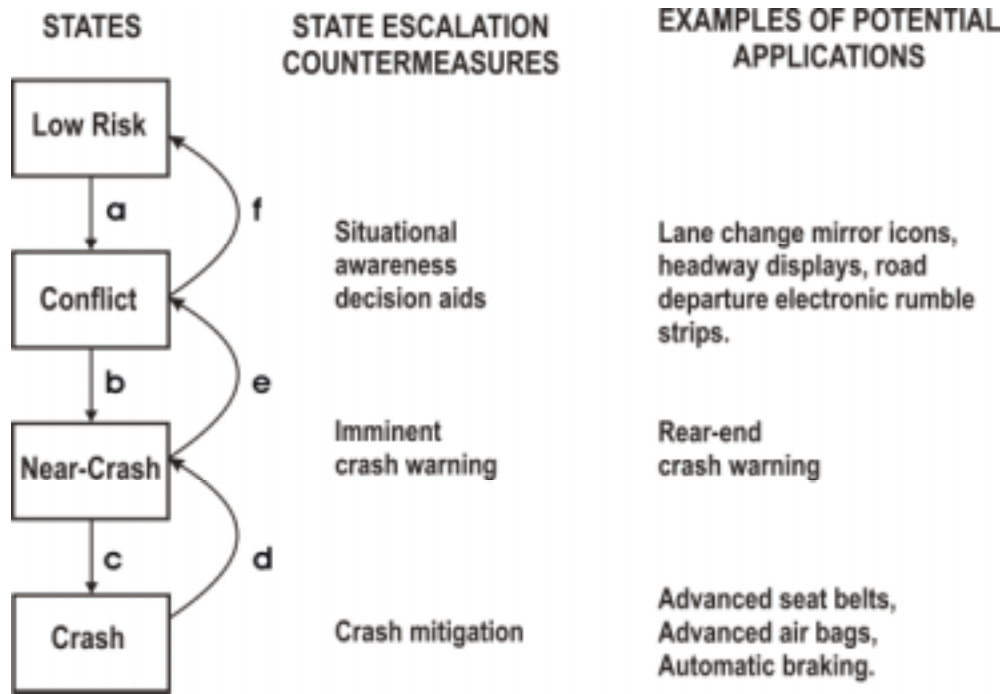 STATES
STATE ESCALATION
COUNTERMEASURES
EXAMPLES OF POTENTIAL
APPLICATIONS
Low Risk
a
f
Situational
awareness
decision aids
Lane change mirror icons,
headway displays, road
departure electronic rumble
strips.
Conflict
b
e
Near-Crash
Imminent
crash warning
Rear-end
crash warning
c
d
Crash
Crash mitigation
Advanced seat belts,
Advanced air bags,
Automatic braking.